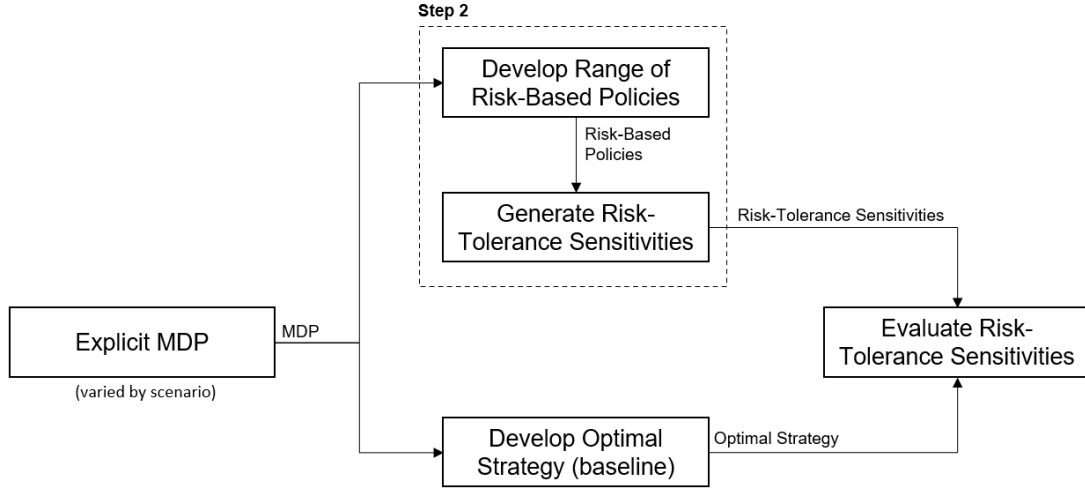 Step 2
Develop Range of
Risk-Based Policies
Risk-Based
Policies
Generate Risk-
Tolerance Sensitivities
Risk-Tolerance Sensitivities
Explicit MDP
(varied by scenario)
MDP
Evaluate Risk-
Tolerance Sensitivities
Develop Optimal
Strategy (baseline)
Optimal Strategy